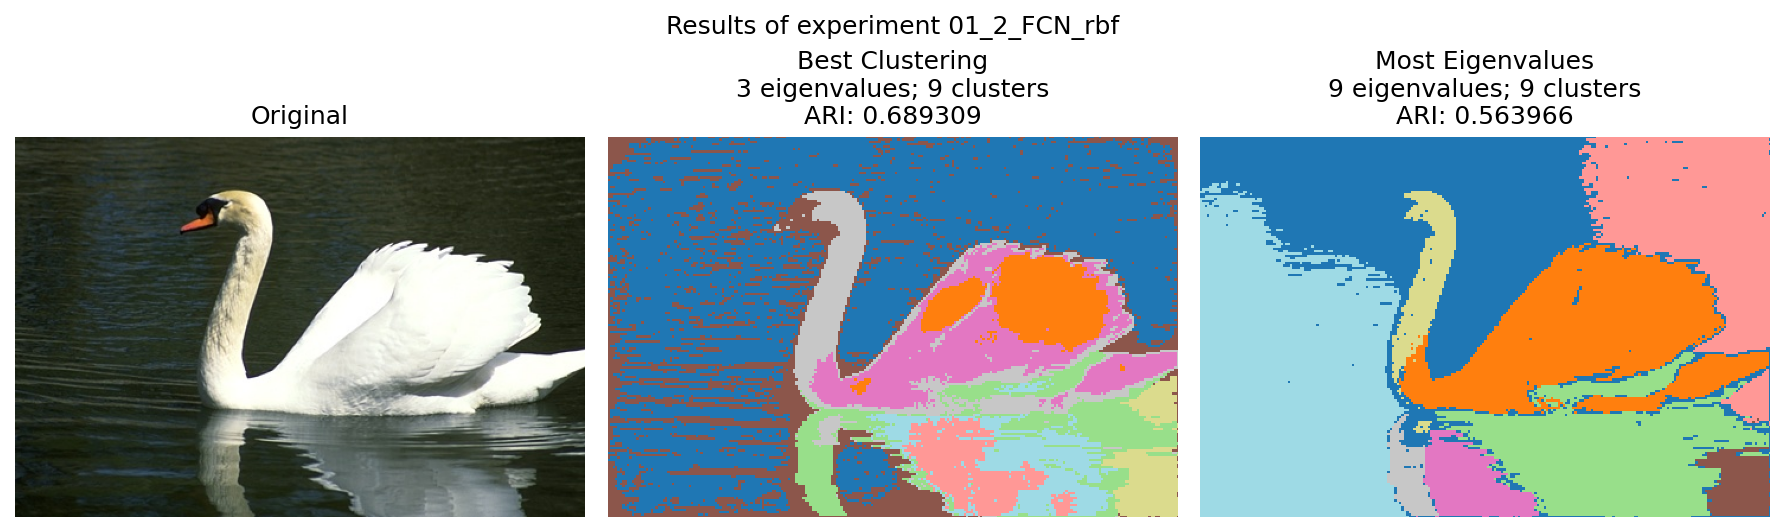 Results of experiment 01_2_FCN_rbf
Original
Best Clustering
3 eigenvalues; 9 clusters
ARI: 0.689309
Most Eigenvalues
9 eigenvalues; 9 clusters
ARI: 0.563966